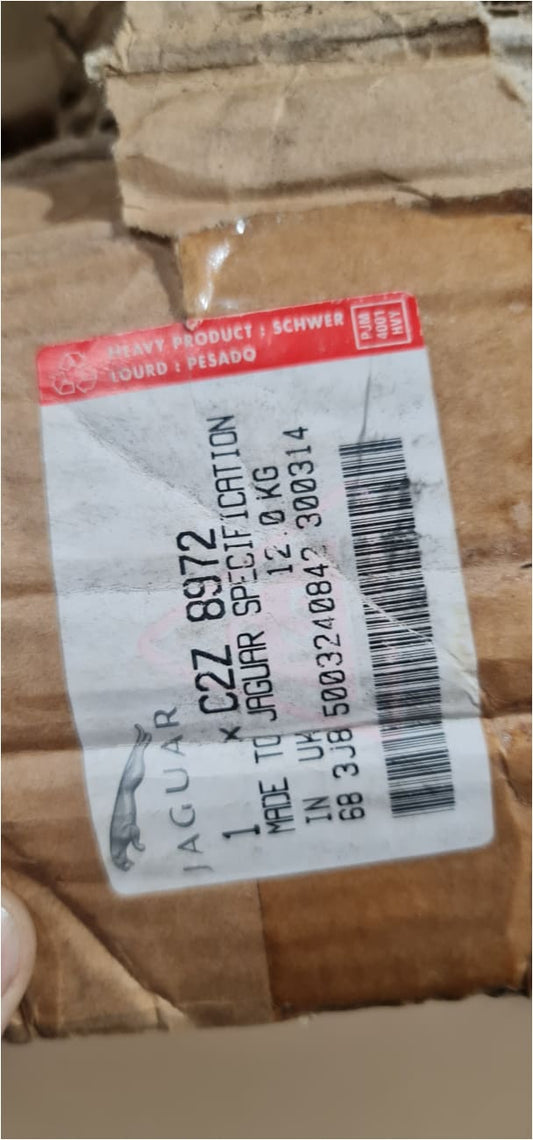 HEAVY PRODUCT : SCHWER
LOURD : PESADO
PJM
4001
HVY
JAGUAR
1 x C2Z 8972
MADE TO JAGUAR SPECIFICATION
IN UK 12.0 KG
6B 3J8 5003240842 300314